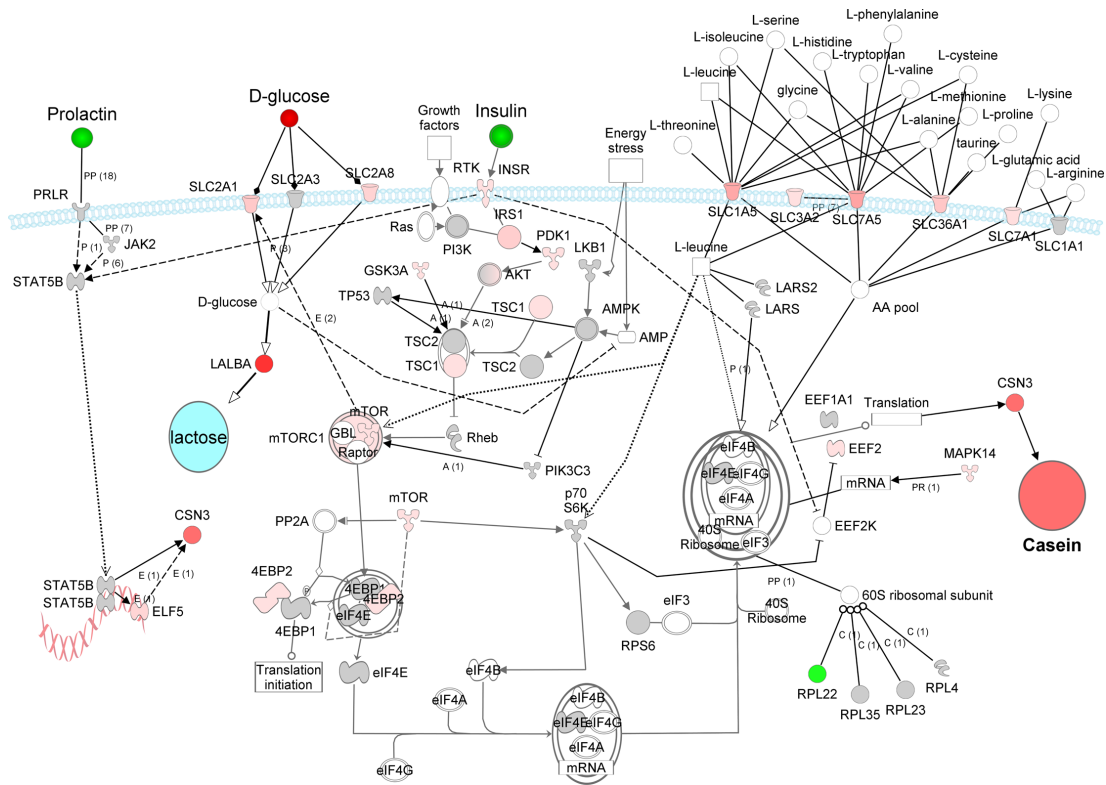 L-serine
L-phenylalanine
L-isoleucine
L-histidine
L-tryptophan
L-cysteine
L-leucine
glycine
L-valine
L-methionine
L-lysine
L-threonine
L-alanine
L-proline
taurine
L-glutamic acid
L-arginine
Prolactin
D-glucose
Growth
factors
Insulin
Energy
stress
PP (18)
PRLR
SLC2A1
SLC2A3
SLC2A8
RTK
INSR
SLC1A5
SLC3A2
PP (7)
SLC7A5
SLC36A1
SLC7A1
SLC1A1
PP (7)
JAK2
P (1)
P (6)
STAT5B
P (3)
Ras
PI3K
IRS1
PDK1
LKB1
L-leucine
GSK3A
AKT
TP53
A (1)
A (1)
A (2)
TSC1
AMPK
AMP
LARS2
LARS
AA pool
D-glucose
E (2)
TSC2
TSC1
TSC2
LALBA
P (1)
lactose
mTOR
mTORC1
GBL
Raptor
Rheb
A (1)
PIK3C3
EEF1A1
Translation
CSN3
EEF2
MAPK14
eIF4B
eIF4E
eIF4G
eIF4A
mRNA
40S
Ribosome
eIF3
mRNA
PR (1)
EEF2K
Casein
CSN3
E (1)
E (1)
E (1)
STAT5B
STAT5B
ELF5
PP2A
mTOR
p70
S6K
4EBP2
P
4EBP1
4EBP1
4EBP2
eIF4E
Translation
initiation
eIF4E
RPS6
eIF3
40S
Ribosome
PP (1)
60S ribosomal subunit
C (1)
C (1)
C (1)
C (1)
RPL22
RPL35
RPL23
RPL4
eIF4B
eIF4A
eIF4G
eIF4B
eIF4E
eIF4G
eIF4A
mRNA